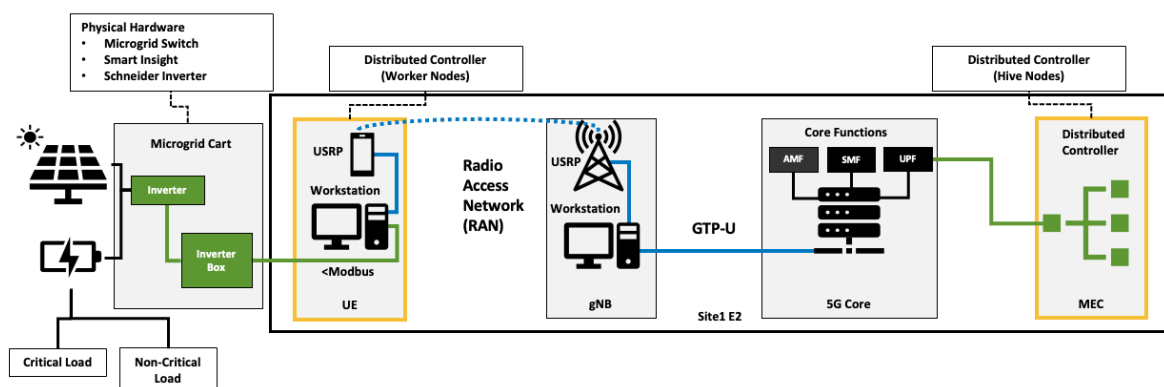 Physical Hardware
• Microgrid Switch
• Smart Insight
• Schneider Inverter
Distributed Controller
(Worker Nodes)
Distributed Controller
(Hive Nodes)
Microgrid Cart
Inverter
Inverter
Box
USRP
Workstation
<Modbus
UE
Radio
Access
Network
(RAN)
USRP
Workstation
gNB
GTP-U
Site1 E2
Core Functions
AMF
SMF
UPF
5G Core
Distributed
Controller
MEC
Critical Load
Non-Critical
Load